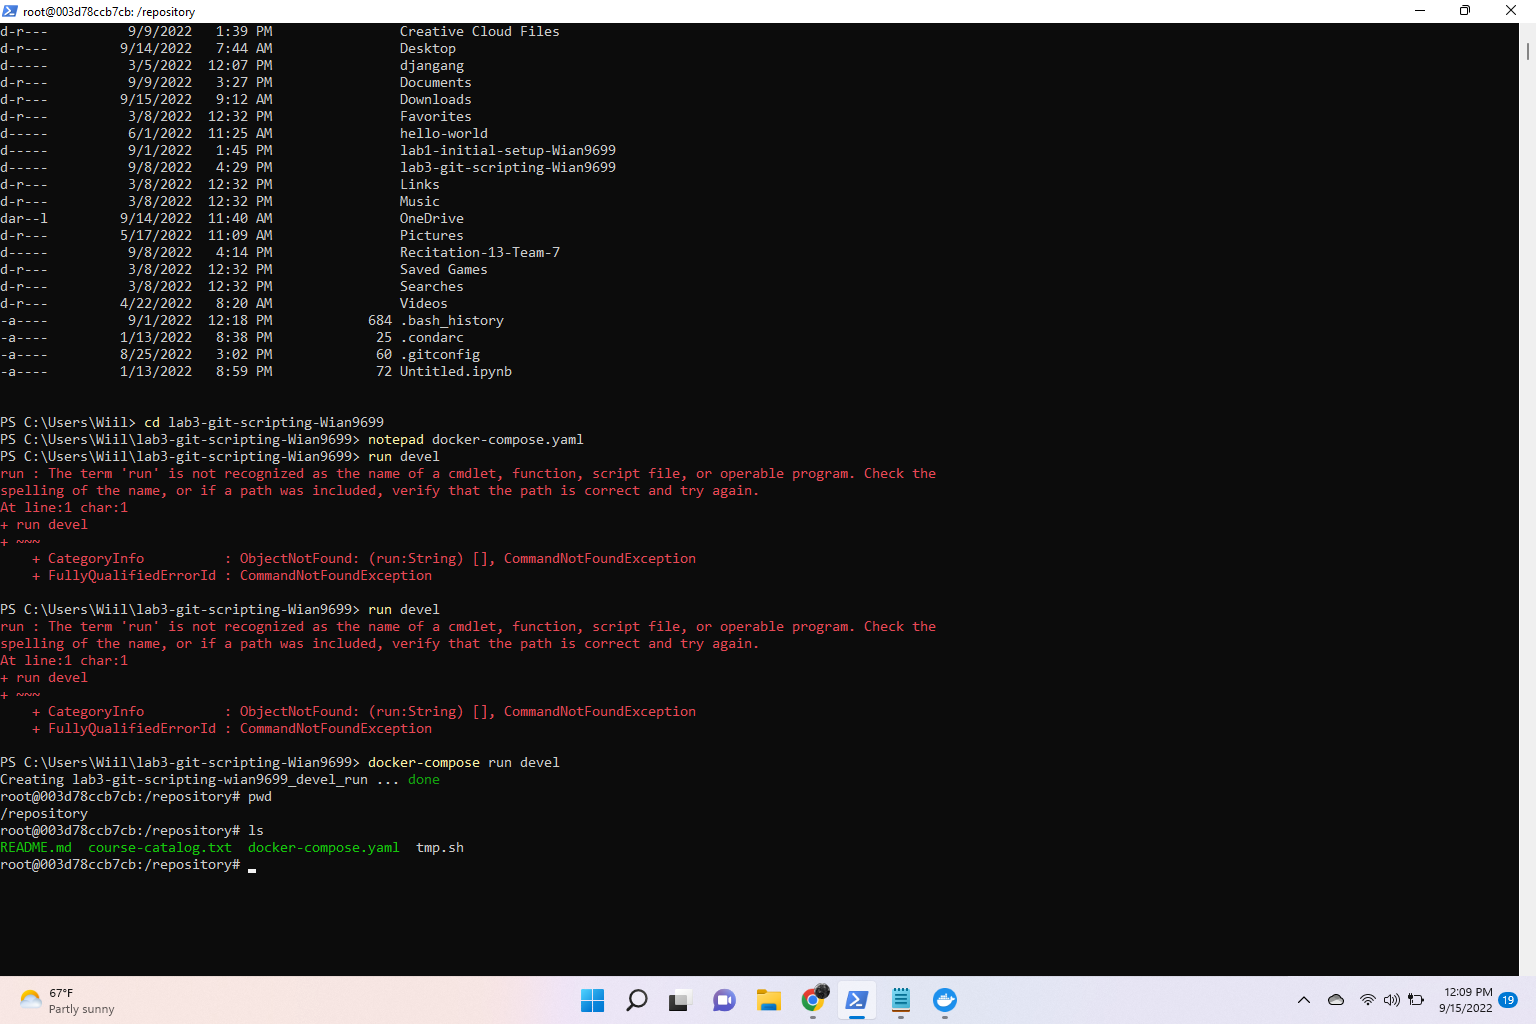 root@003d78ccb7cb: /repository
d-r---          9/9/2022   1:39 PM                Creative Cloud Files
d-r---         9/14/2022   7:44 AM                Desktop
d-----          3/5/2022  12:07 PM                djangang
d-r---          9/9/2022   3:27 PM                Documents
d-r---         9/15/2022   9:12 AM                Downloads
d-r---          3/8/2022  12:32 PM                Favorites
d-----          6/1/2022  11:25 AM                hello-world
d-----          9/1/2022   1:45 PM                lab1-initial-setup-Wian9699
d-----          9/8/2022   4:29 PM                lab3-git-scripting-Wian9699
d-r---          3/8/2022  12:32 PM                Links
d-r---          3/8/2022  12:32 PM                Music
dar--l         9/14/2022  11:40 AM                OneDrive
d-r---         5/17/2022  11:09 AM                Pictures
d-----          9/8/2022   4:14 PM                Recitation-13-Team-7
d-r---          3/8/2022  12:32 PM                Saved Games
d-r---          3/8/2022  12:32 PM                Searches
d-r---         4/22/2022   8:20 AM                Videos
-a----          9/1/2022  12:18 PM            684 .bash_history
-a----         1/13/2022   8:38 PM             25 .condarc
-a----         8/25/2022   3:02 PM             60 .gitconfig
-a----         1/13/2022   8:59 PM             72 Untitled.ipynb
PS C:\Users\Wiil> cd lab3-git-scripting-Wian9699
PS C:\Users\Wiil\lab3-git-scripting-Wian9699> notepad docker-compose.yaml
PS C:\Users\Wiil\lab3-git-scripting-Wian9699> run devel
run : The term 'run' is not recognized as the name of a cmdlet, function, script file, or operable program. Check the
spelling of the name, or if a path was included, verify that the path is correct and try again.
At line:1 char:1
+ run devel
+ ~~~
    + CategoryInfo          : ObjectNotFound: (run:String) [], CommandNotFoundException
    + FullyQualifiedErrorId : CommandNotFoundException
PS C:\Users\Wiil\lab3-git-scripting-Wian9699> run devel
run : The term 'run' is not recognized as the name of a cmdlet, function, script file, or operable program. Check the
spelling of the name, or if a path was included, verify that the path is correct and try again.
At line:1 char:1
+ run devel
+ ~~~
    + CategoryInfo          : ObjectNotFound: (run:String) [], CommandNotFoundException
    + FullyQualifiedErrorId : CommandNotFoundException
PS C:\Users\Wiil\lab3-git-scripting-Wian9699> docker-compose run devel
Creating lab3-git-scripting-wian9699_devel_run ... done
root@003d78ccb7cb:/repository# pwd
/repository
root@003d78ccb7cb:/repository# ls
README.md  course-catalog.txt  docker-compose.yaml  tmp.sh
root@003d78ccb7cb:/repository#
67°F
Partly sunny
12:09 PM
9/15/2022
19